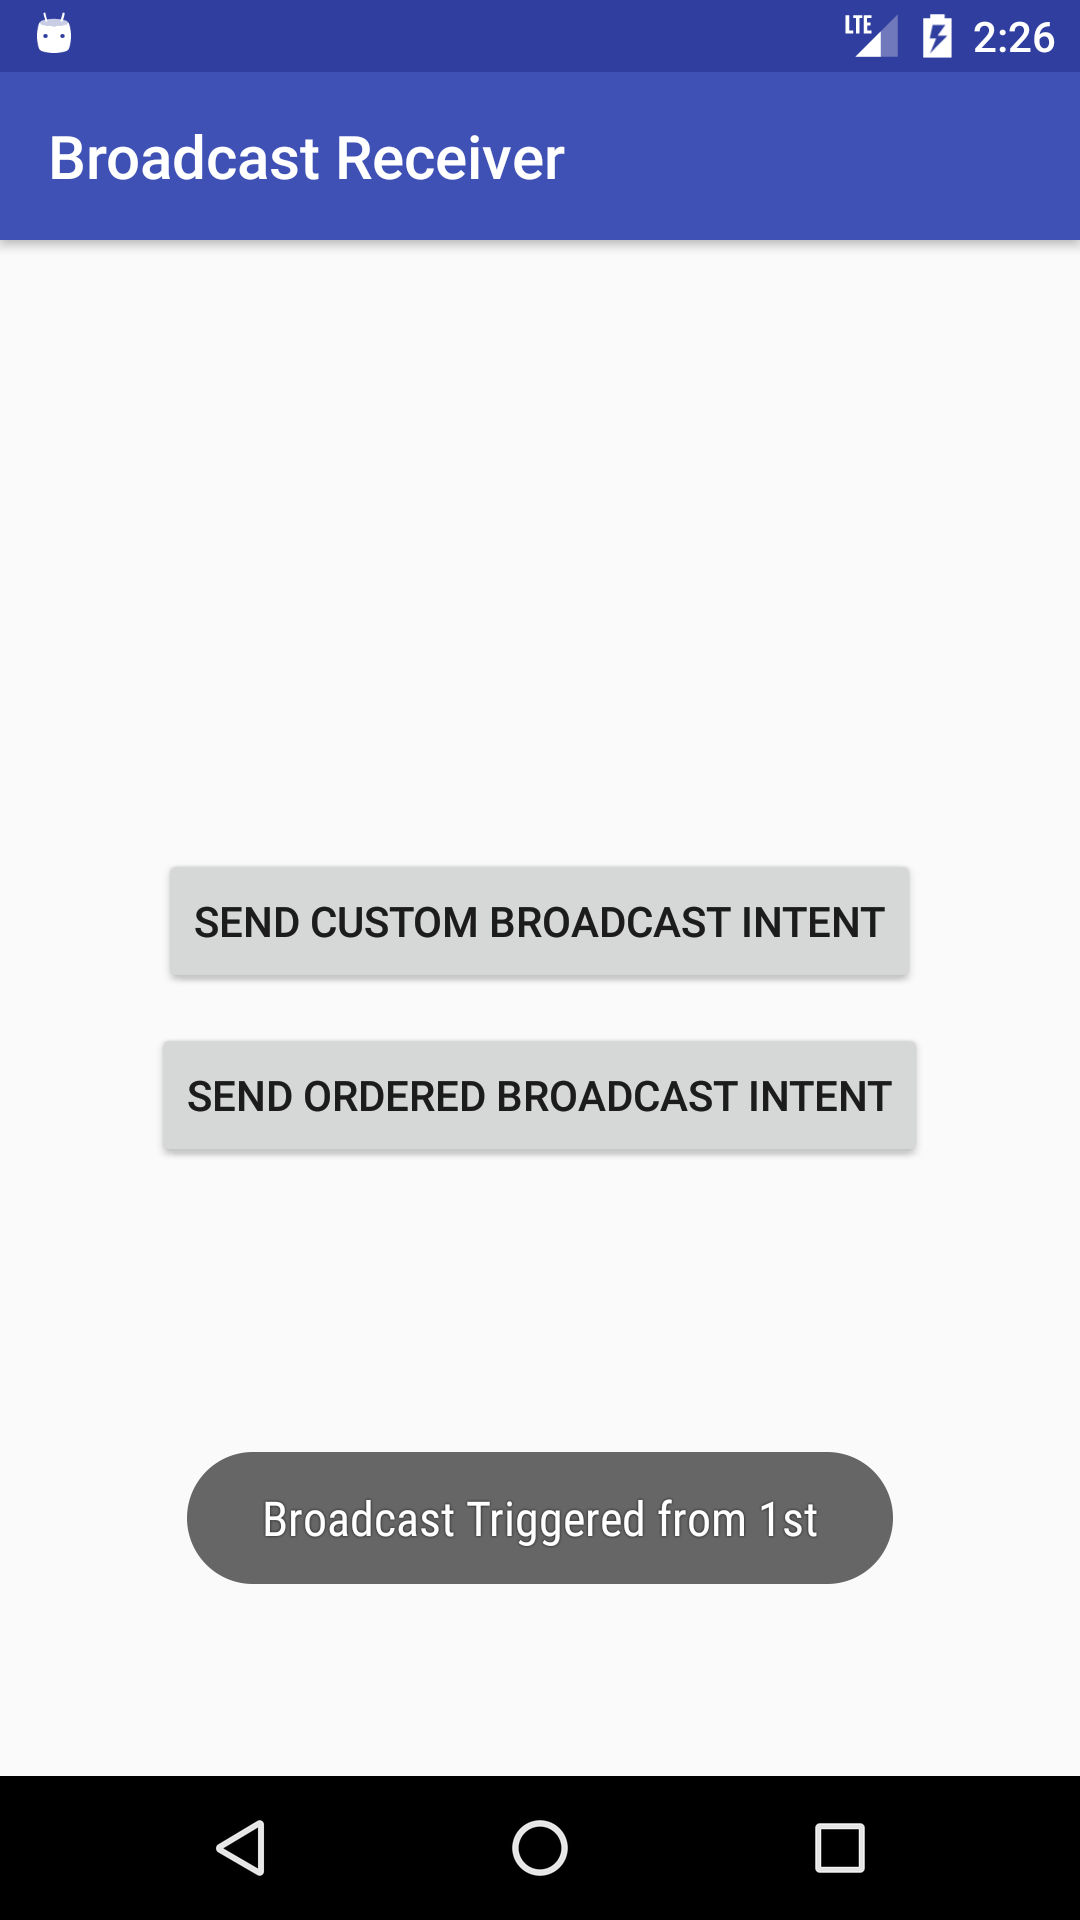 LTE 2:26
Broadcast Receiver
SEND CUSTOM BROADCAST INTENT
SEND ORDERED BROADCAST INTENT
Broadcast Triggered from 1st